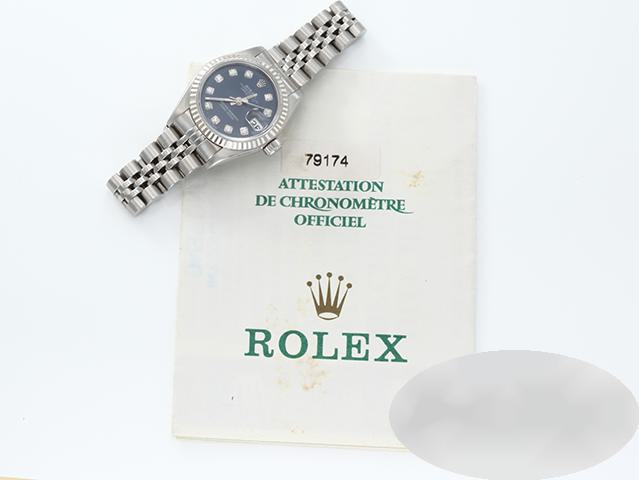 79174
ATTESTATION
DE CHRONOMÈTRE
OFFICIEL
ROLEX